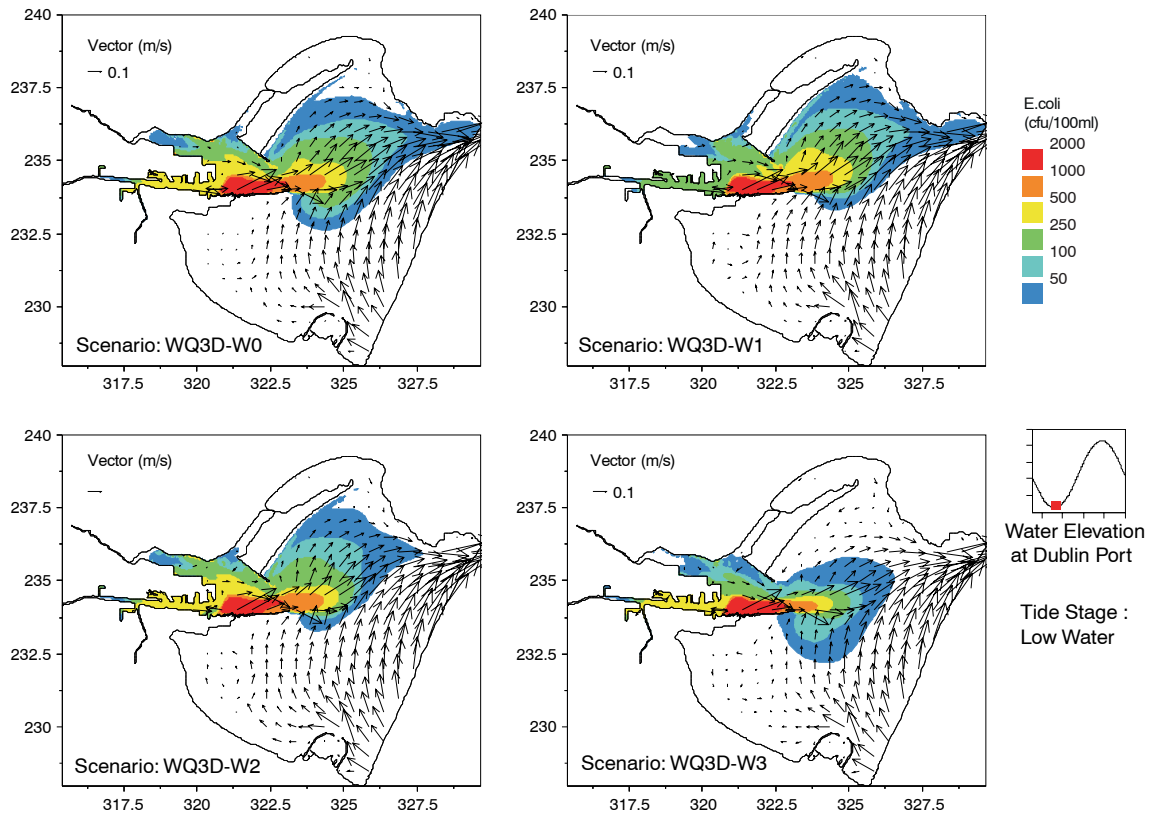 240
237.5
235
232.5
230
Vector (m/s)
0.1
Scenario: WQ3D-W0
317.5 320 322.5 325 327.5
240
237.5
235
232.5
230
Vector (m/s)
0.1
Scenario: WQ3D-W1
317.5 320 322.5 325 327.5
E.coli
(cfu/100ml)
2000
1000
500
250
100
50
240
237.5
235
232.5
230
Vector (m/s)
Scenario: WQ3D-W2
317.5 320 322.5 325 327.5
240
237.5
235
232.5
230
Vector (m/s)
0.1
Scenario: WQ3D-W3
317.5 320 322.5 325 327.5
Water Elevation
at Dublin Port
Tide Stage :
Low Water